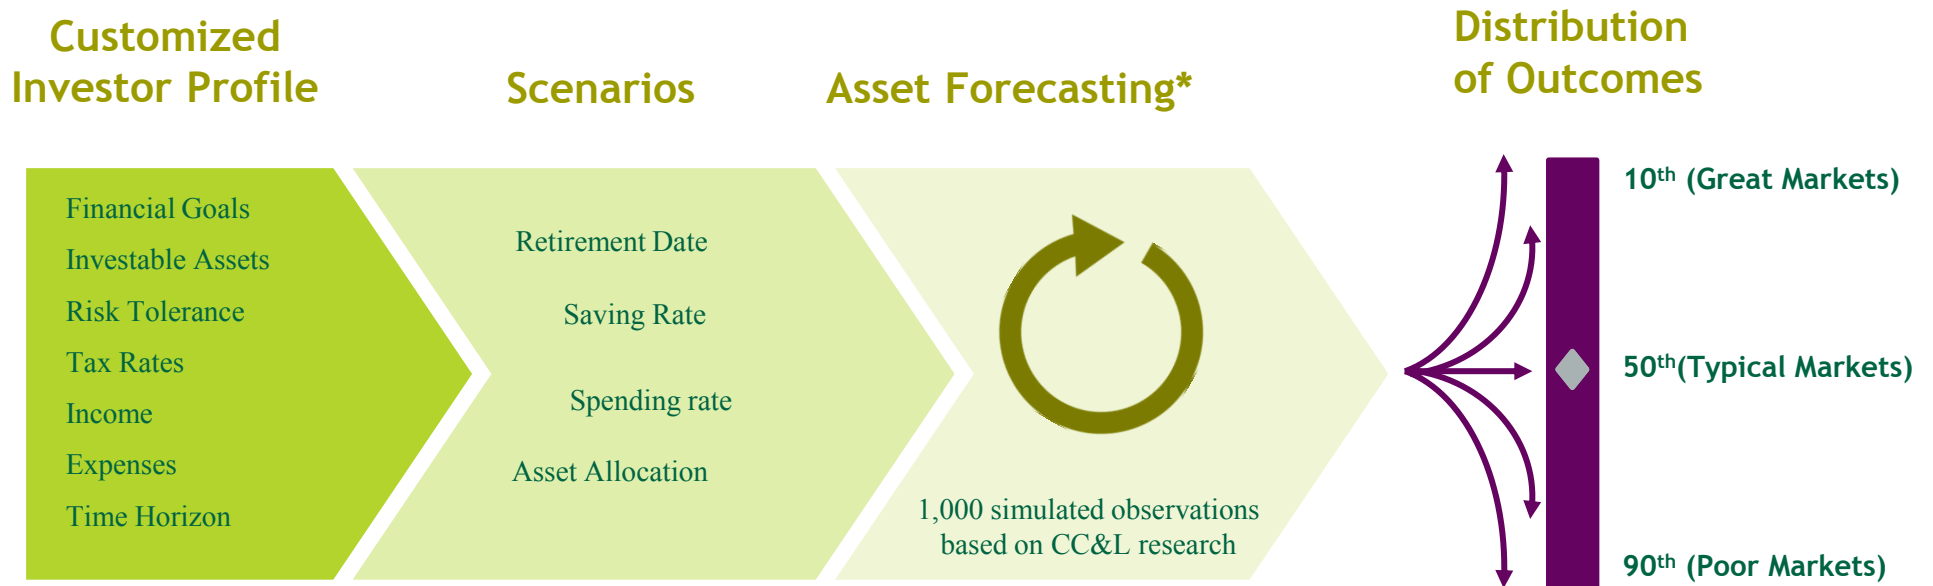 Customized
Investor Profile
Scenarios
Asset Forecasting*
Distribution
of Outcomes
Financial Goals
Investable Assets
Risk Tolerance
Tax Rates
Income
Expenses
Time Horizon
Retirement Date
Saving Rate
Spending rate
Asset Allocation
1,000 simulated observations
based on CC&L research
10th (Great Markets)
50th(Typical Markets)
90th (Poor Markets)